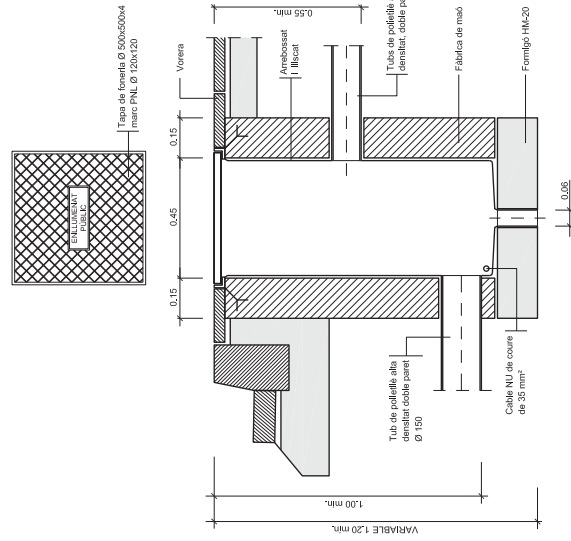 ENLLUMENAT
PÚBLIC
Tapa de foneria Ø 500x500x4
marc PNL Ø 120x120
Vorera
Arrebossat
i lliscat
Tubs de polietilè
densitat, doble pa
Fàbrica de maó
Formigó HM-20
0.55 min.
0.15
0.45
0.15
0.06
Tub de polietilè alta
densitat doble paret
Ø 150
Cable NU de coure
de 35 mm²
1.00 min.
VARIABLE 1.20 min.